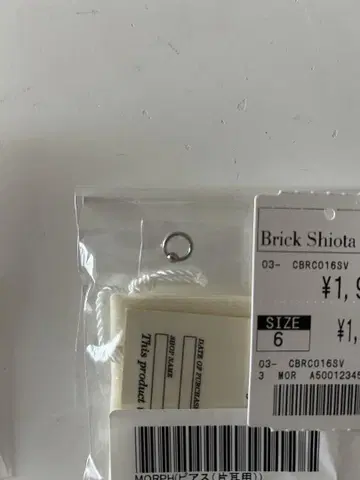 Brick Shiota
03- CBRC016SV
¥1,9
SIZE
6
¥1,
03- CBRC016SV
3 MOR A50012345
DATE OF PURCHAS
SHOP NAME
This product
MORPH(ピアス(片耳用))